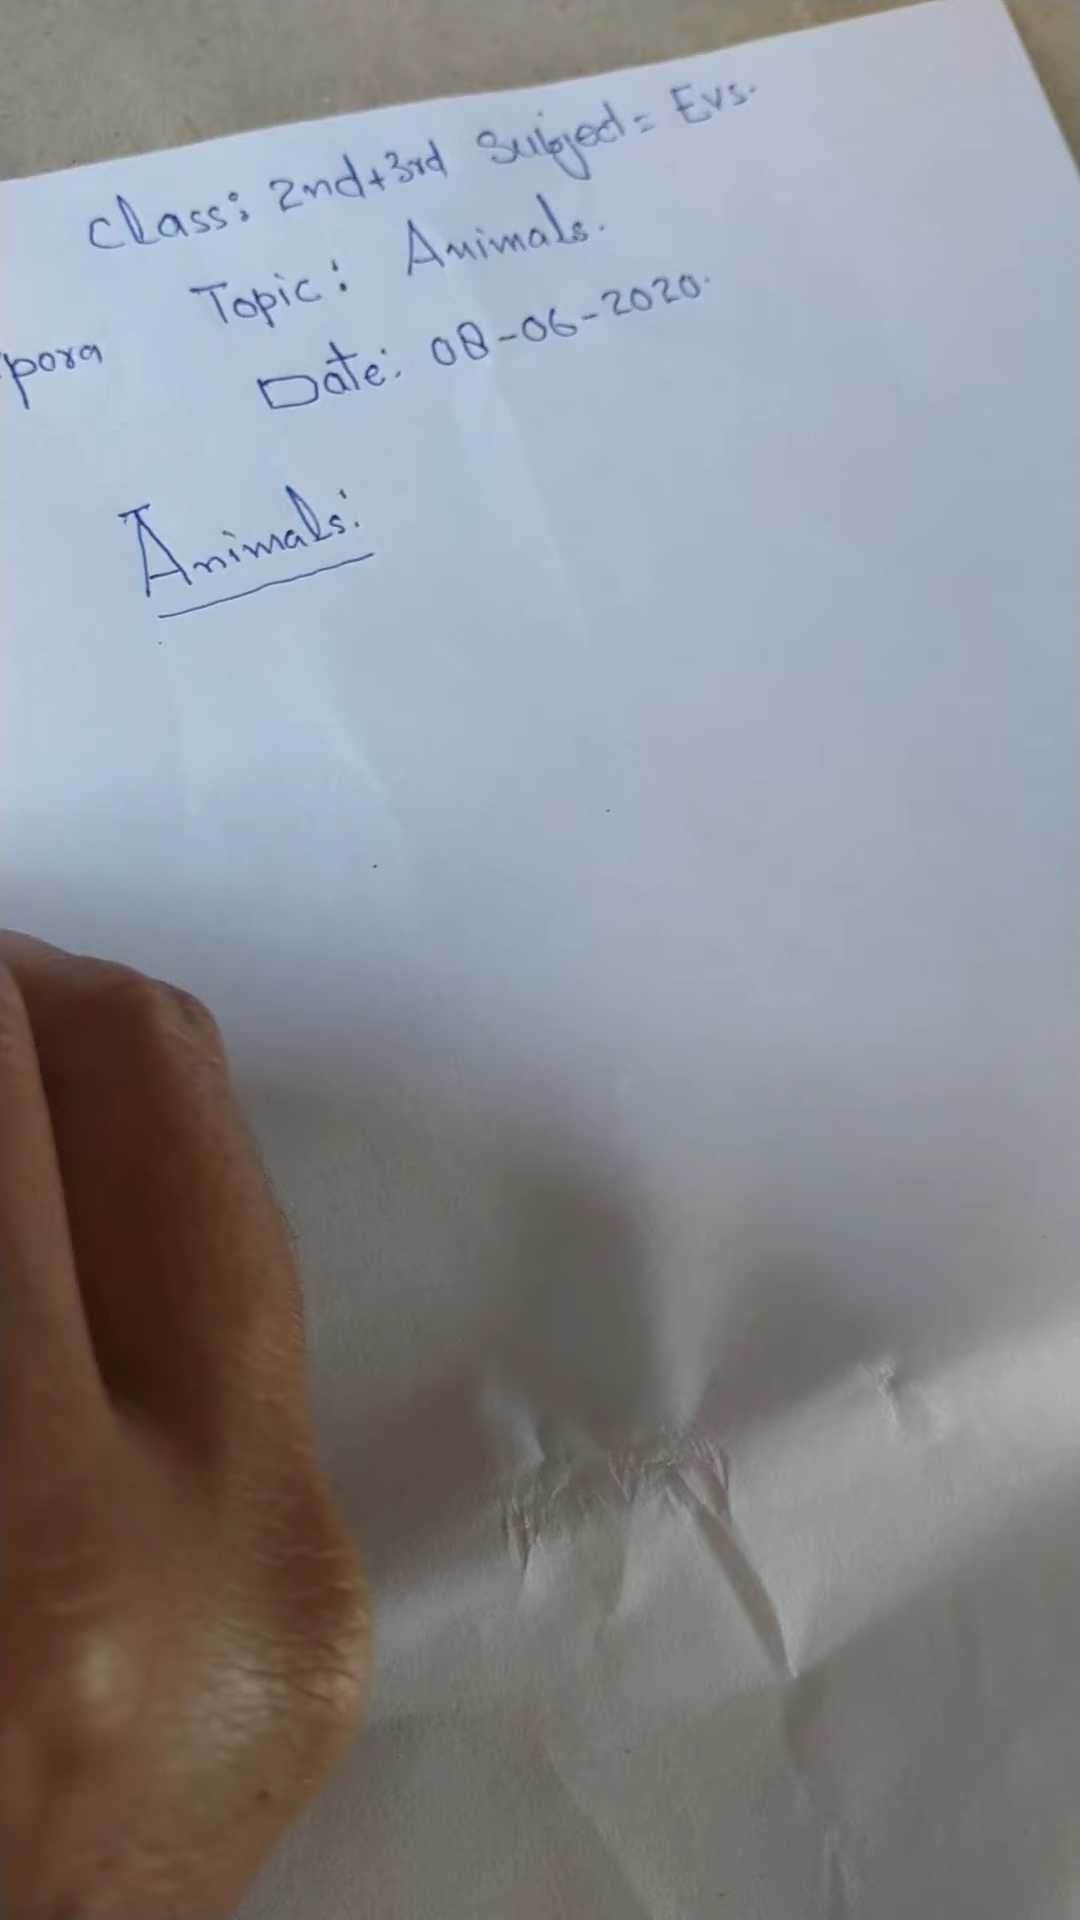 Class: 2nd+3rd Subject= Evs.
Topic: Animals.
pora
Date: 08-06-2020.
Animals: